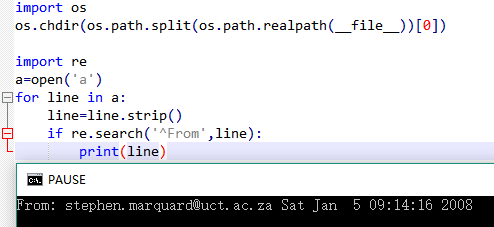 import os
os.chdir(os.path.split(os.path.realpath(__file__))[0])
import re
a=open('a')
for line in a:
line=line.strip()
if re.search('^From',line):
print(line)
C:\.
PAUSE
From: stephen.marquard@uct.ac.za Sat Jan  5 09:14:16 2008